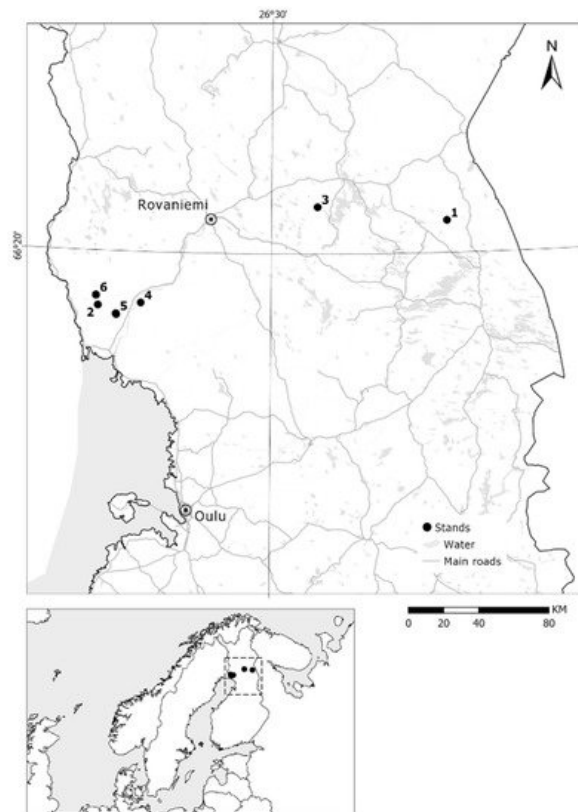 26°30'
N
3
Rovaniemi
1
66°20'
6
2
4
5
Oulu
Stands
Water
Main roads
KM
0 20 40 80